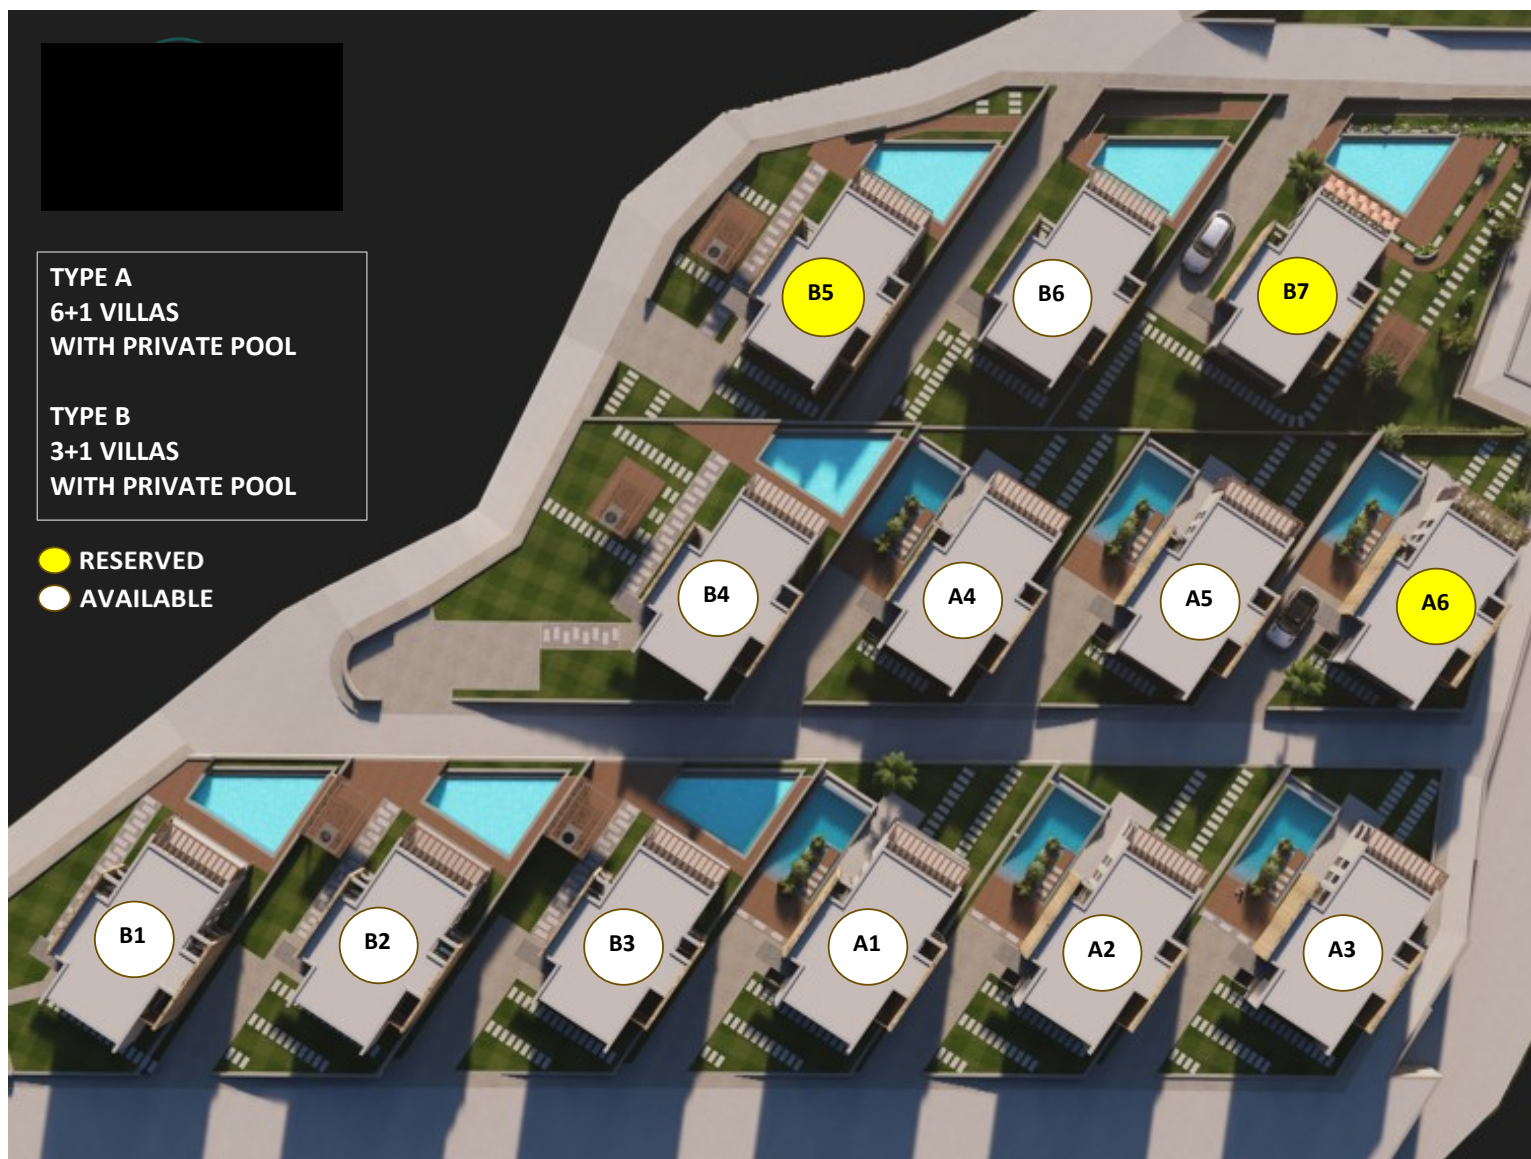 TYPE A
6+1 VILLAS
WITH PRIVATE POOL
TYPE B
3+1 VILLAS
WITH PRIVATE POOL
RESERVED
AVAILABLE
B5
B6
B7
B4
A4
A5
A6
B1
B2
B3
A1
A2
A3